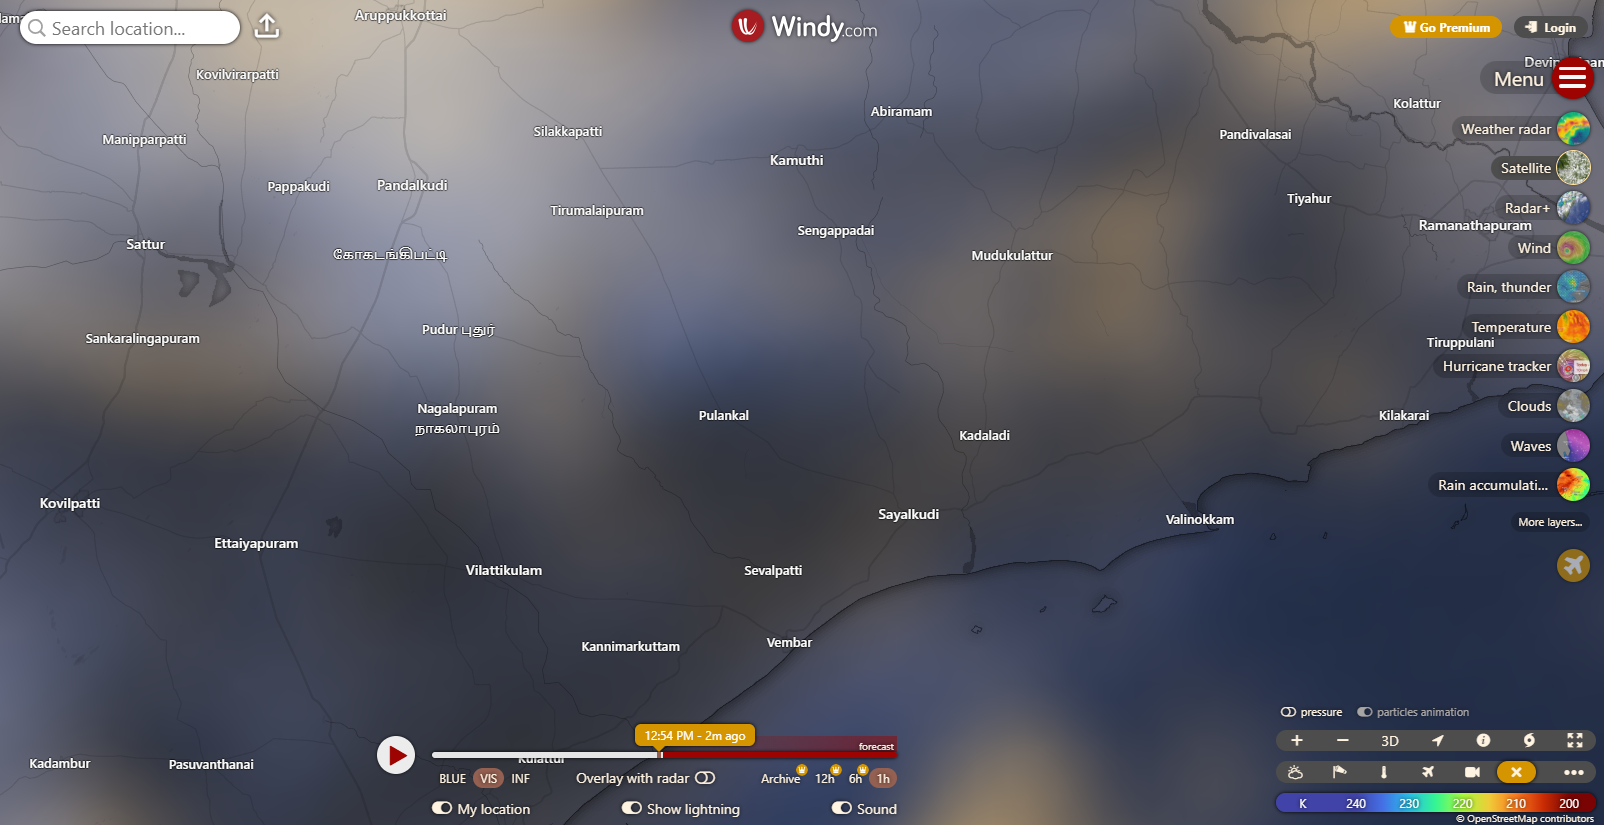 Search location...
Aruppukkottai
Windy.com
Go Premium
Login
Menu
Kovilvirarpatti
Kolattur
Abiramam
Weather radar
Silakkapatti
Pandivalasai
Manipparpatti
Kamuthi
Satellite
Pappakudi
Pandalkudi
Tiyahur
Radar+
Tirumalaipuram
Ramanathapuram
Sengappadai
Sattur
Wind
கோகடங்கிபட்டி
Mudukulattur
Rain, thunder
Temperature
Pudur புதுர்
Sankaralingapuram
Tiruppulani
Hurricane tracker
Nagalapuram
நாகலாபுரம்
Clouds
Pulankal
Kilakarai
Kadaladi
Waves
Rain accumulati...
Kovilpatti
Sayalkudi
Valinokkam
More layers...
Ettaiyapuram
Vilattikulam
Sevalpatti
Kannimarkuttam
Vembar
pressure
particles animation
12:54 PM - 2m ago
forecast
3D
Kadambur
Pasuvanthanai
BLUE VIS INF
Overlay with radar
Archive 12h 6h 1h
My location
Show lightning
Sound
K 240 230 220 210 200
© OpenStreetMap contributors